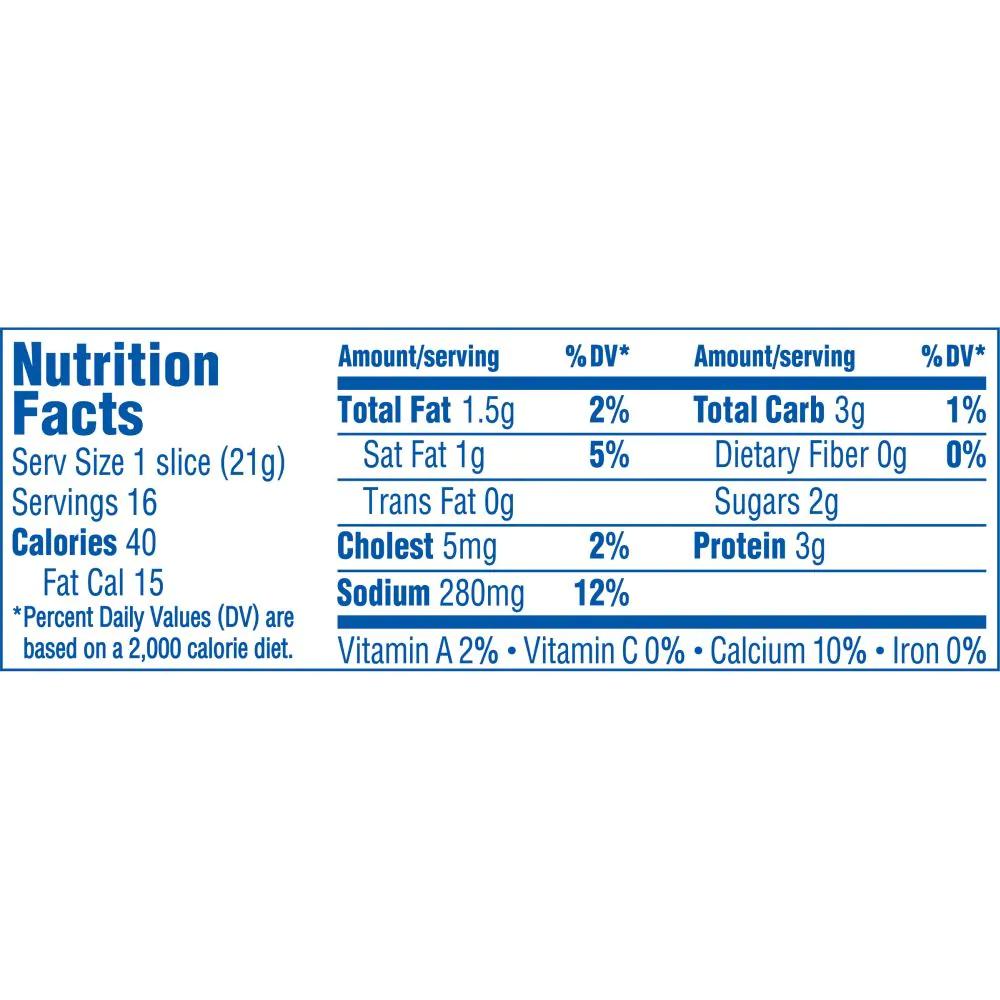 Nutrition
Facts
Serv Size 1 slice (21g)
Servings 16
Calories 40
Fat Cal 15
*Percent Daily Values (DV) are
based on a 2,000 calorie diet.
Amount/serving %DV* Amount/serving %DV*
Total Fat 1.5g 2% Total Carb 3g 1%
Sat Fat 1g 5% Dietary Fiber 0g 0%
Trans Fat 0g Sugars 2g
Cholest 5mg 2% Protein 3g
Sodium 280mg 12%
Vitamin A 2% • Vitamin C 0% • Calcium 10% • Iron 0%